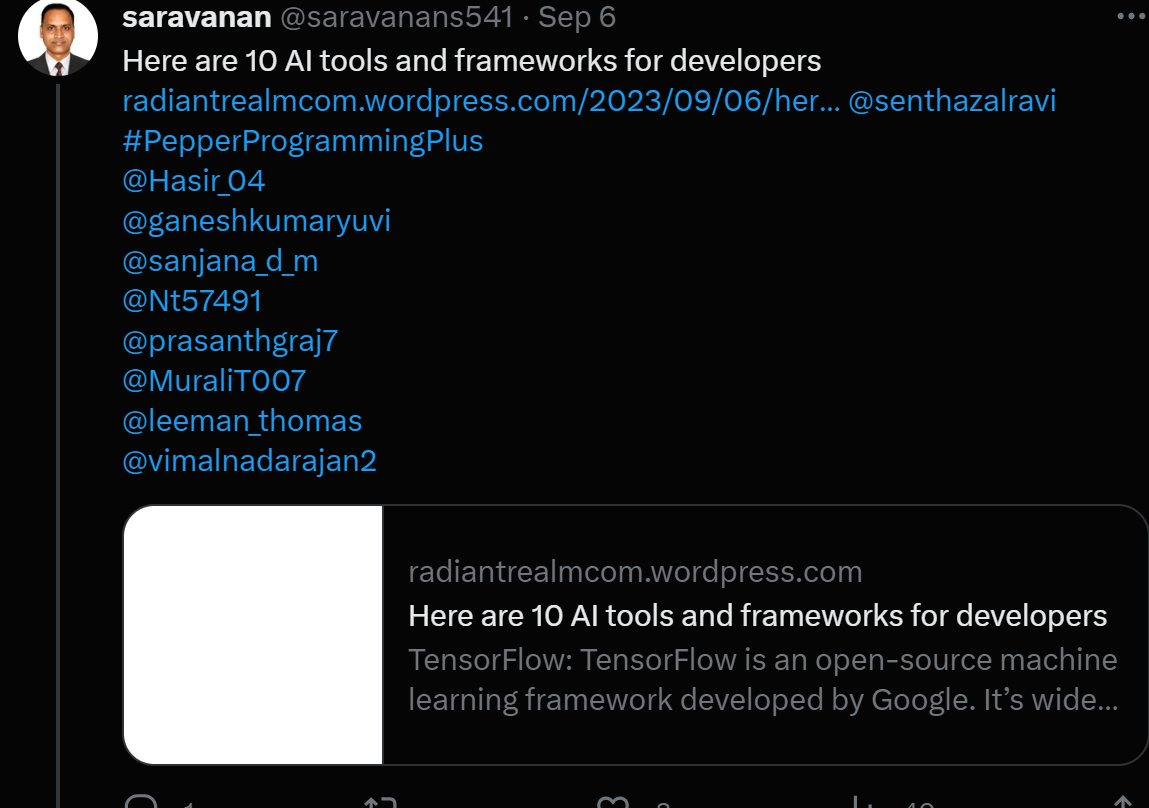 saravanan @saravanans541 · Sep 6
Here are 10 AI tools and frameworks for developers
radiantrealmcom.wordpress.com/2023/09/06/her... @senthazalravi
#PepperProgrammingPlus
@Hasir_04
@ganeshkumaryuvi
@sanjana_d_m
@Nt57491
@prasanthgraj7
@MuraliT007
@leeman_thomas
@vimalnadarajan2
radiantrealmcom.wordpress.com
Here are 10 AI tools and frameworks for developers
TensorFlow: TensorFlow is an open-source machine
learning framework developed by Google. It’s wide...